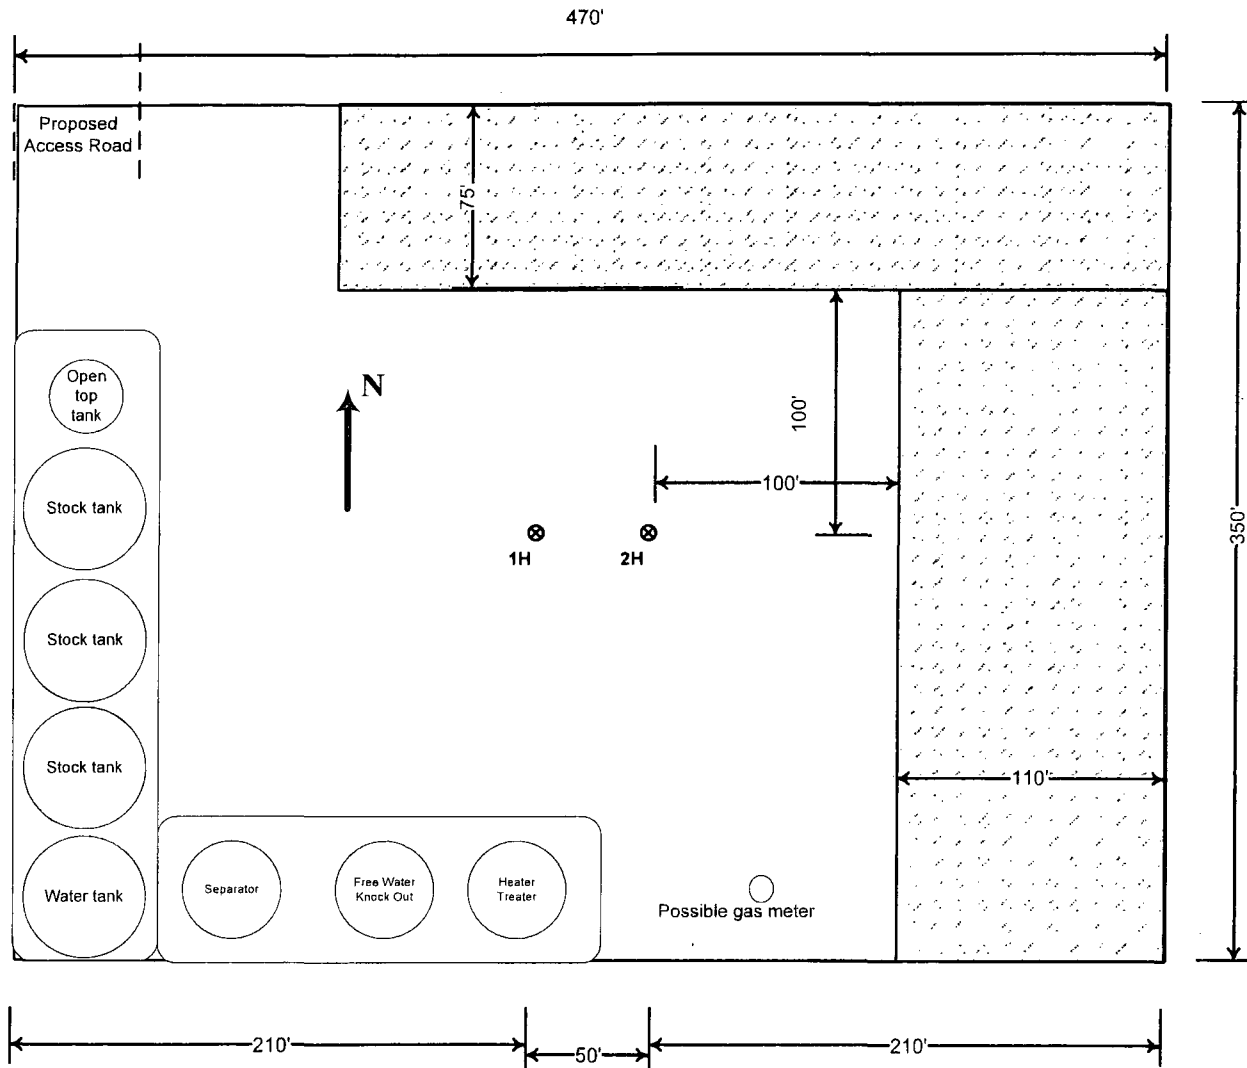 470'
Proposed
Access Road
75'
N
Open
top
tank
100'
Stock tank
100'
350'
1H
2H
Stock tank
Stock tank
110'
Water tank
Separator
Free Water
Knock Out
Heater
Treater
Possible gas meter
210'
50'
210'